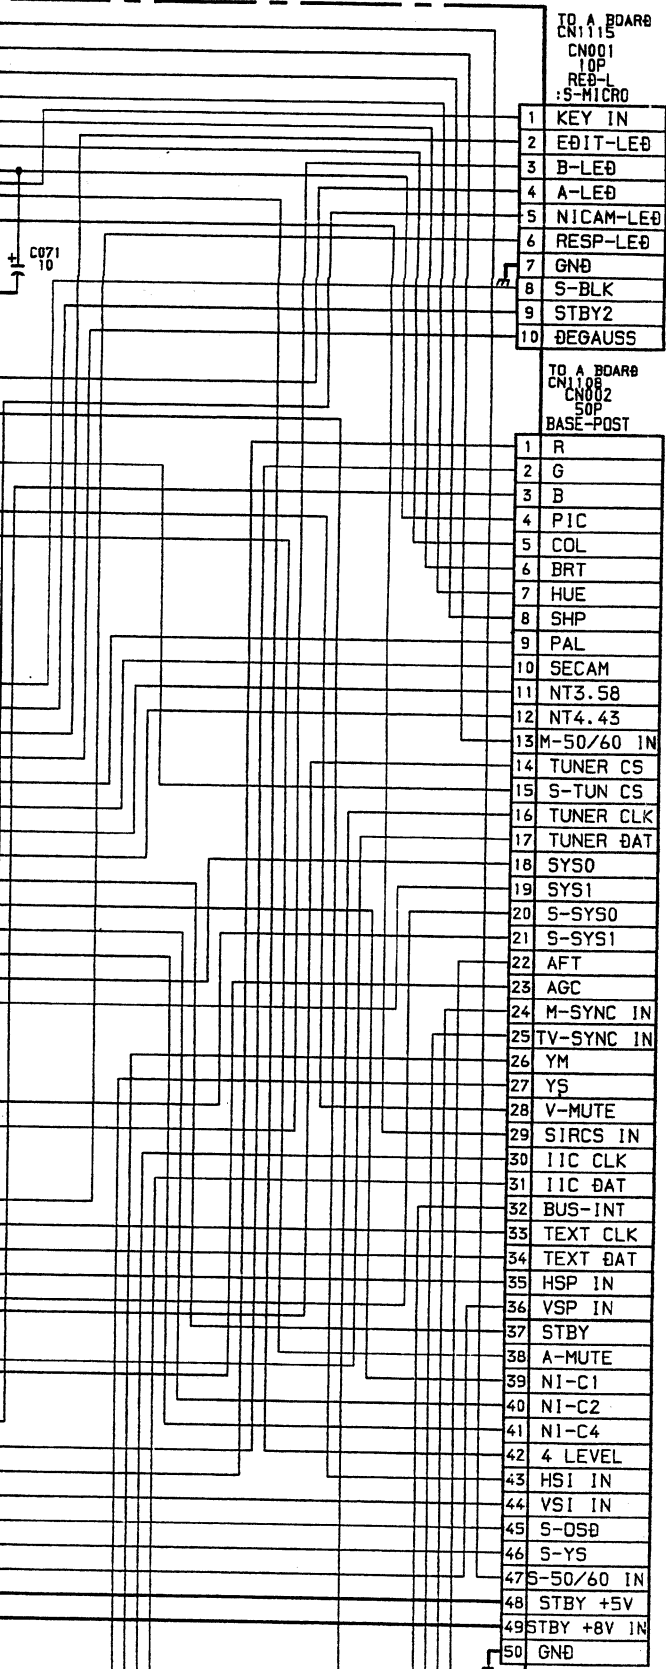 TO A BOARD
CN1115
CN001
10P
RED-L
:S-MICRO
1 KEY IN
2 EDIT-LED
3 B-LED
4 A-LED
5 NICAM-LED
6 RESP-LED
7 GND
8 S-BLK
9 STBY2
10 DEGAUSS
+ C071
10
TO A BOARD
CN1108
CN002
50P
BASE-POST
1 R
2 G
3 B
4 PIC
5 COL
6 BRT
7 HUE
8 SHP
9 PAL
10 SECAM
11 NT3.58
12 NT4.43
13 M-50/60 IN
14 TUNER CS
15 S-TUN CS
16 TUNER CLK
17 TUNER DAT
18 SYS0
19 SYS1
20 S-SYS0
21 S-SYS1
22 AFT
23 AGC
24 M-SYNC IN
25 TV-SYNC IN
26 YM
27 YS
28 V-MUTE
29 SIRCS IN
30 IIC CLK
31 IIC DAT
32 BUS-INT
33 TEXT CLK
34 TEXT DAT
35 HSP IN
36 VSP IN
37 STBY
38 A-MUTE
39 NI-C1
40 NI-C2
41 NI-C4
42 4 LEVEL
43 HSI IN
44 VSI IN
45 S-OSD
46 S-YS
47 S-50/60 IN
48 STBY +5V
49 STBY +8V IN
50 GND